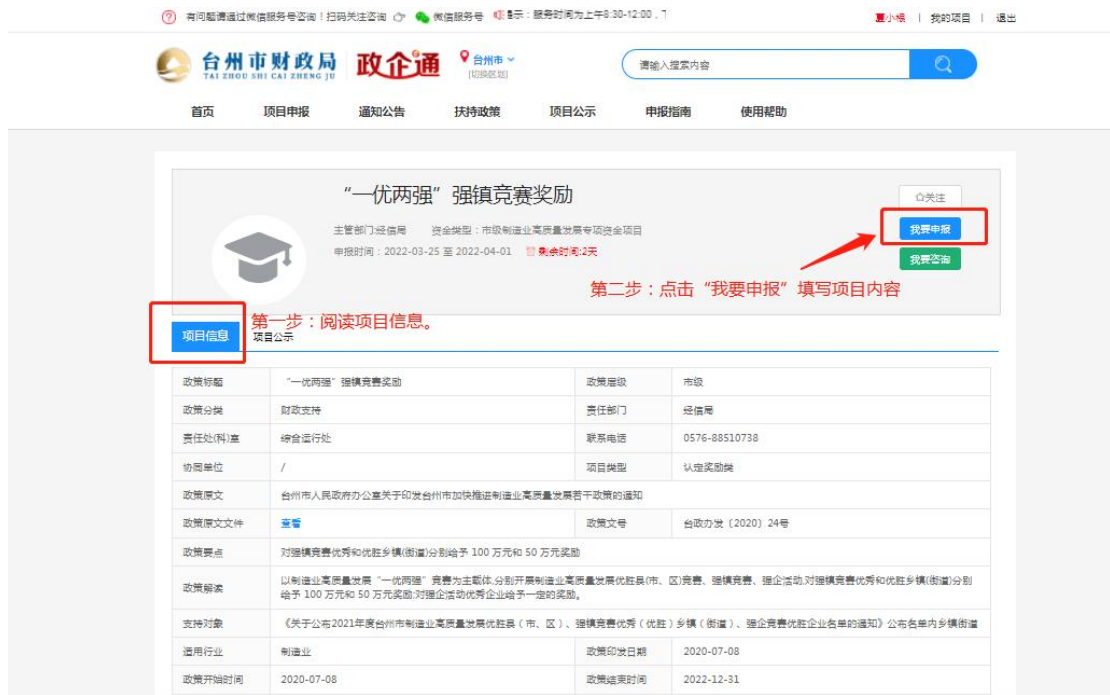 有问题请通过微信服务号咨询！扫码关注咨询 微信服务号 示：服务时间为上午8:30-12:00，下 夏小禔 | 我的项目 | 退出
台州市财政局 政企通 台州市
TAI ZHOU SHI CAI ZHENG JU [切换区划] 请输入搜索内容
首页 项目申报 通知公告 扶持政策 项目公示 申报指南 使用帮助
“一优两强”强镇竞赛奖励
☆关注
主管部门:经信局 资金类型：市级制造业高质量发展专项资金项目
我要申报
申报时间：2022-03-25 至 2022-04-01 剩余时间:2天
我要咨询
第二步：点击“我要申报”填写项目内容
第一步：阅读项目信息。
项目信息 项目公示
政策标题 “一优两强”强镇竞赛奖励 政策层级 市级
政策分类 财政支持 责任部门 经信局
责任处(科)室 综合运行处 联系电话 0576-88510738
协同单位 / 项目类型 认定奖励类
政策原文 台州市人民政府办公室关于印发台州市加快推进制造业高质量发展若干政策的通知
政策原文文件 查看 政策文号 台政办发〔2020〕24号
政策要点 对强镇竞赛优秀和优胜乡镇(街道)分别给予 100 万元和 50 万元奖励
政策解读 以制造业高质量发展“一优两强”竞赛为主载体,分别开展制造业高质量发展优胜县(市、区)竞赛、强镇竞赛、强企活动,对强镇竞赛优秀和优胜乡镇(街道)分别
给予 100 万元和 50 万元奖励;对强企活动优秀企业给予一定的奖励。
支持对象 《关于公布2021年度台州市制造业高质量发展优胜县（市、区）、强镇竞赛优秀（优胜）乡镇（街道）、强企竞赛优胜企业名单的通知》公布名单内乡镇街道
适用行业 制造业 政策印发日期 2020-07-08
政策开始时间 2020-07-08 政策结束时间 2022-12-31